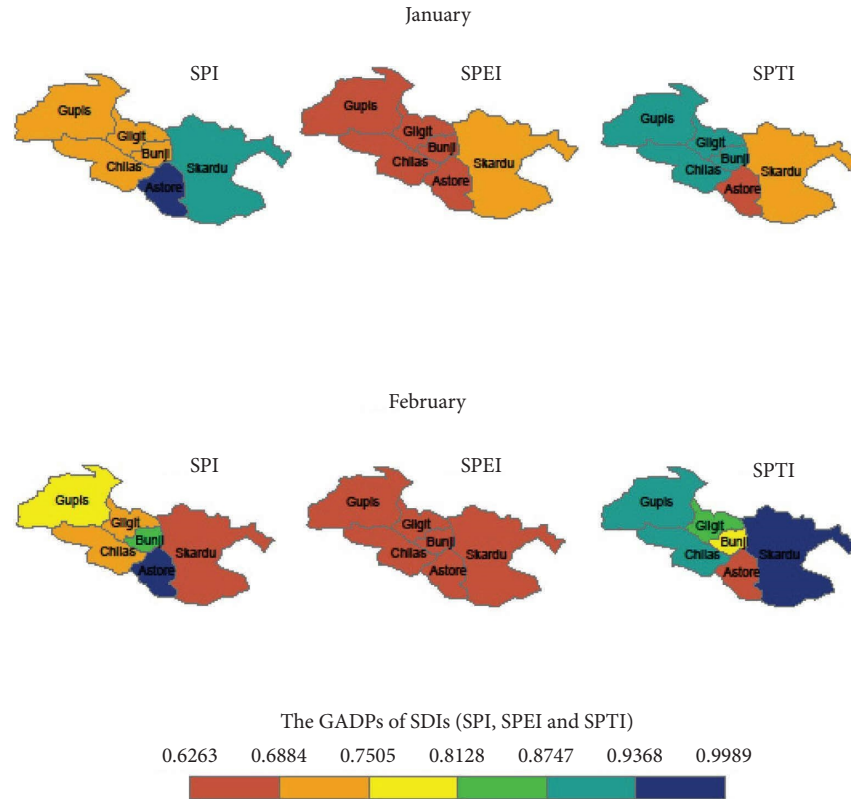 January
SPI
SPEI
SPTI
Gupis
Gilgit
Bunji
Chilas
Astore
Skardu
Gupis
Gilgit
Bunji
Chilas
Astore
Skardu
Gupis
Gilgit
Bunji
Chilas
Astore
Skardu
February
SPI
SPEI
SPTI
Gupis
Gilgit
Bunji
Chilas
Astore
Skardu
Gupis
Gilgit
Bunji
Chilas
Astore
Skardu
Gupis
Gilgit
Bunji
Chilas
Astore
Skardu
The GADPs of SDIs (SPI, SPEI and SPTI)
0.6263 0.6884 0.7505 0.8128 0.8747 0.9368 0.9989